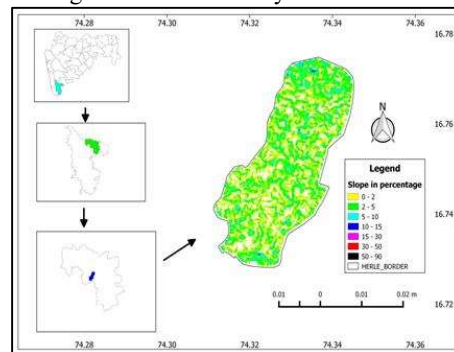 74.28
74.30
74.32
74.34
74.36
16.78
16.76
16.74
16.72
N
Legend
Slope in percentage
0 - 2
2 - 5
5 - 10
10 - 15
15 - 30
30 - 50
50 - 90
HERLE_BORDER
0.01
0
0.01
0.02 m
74.28
74.30
74.32
74.34
74.36